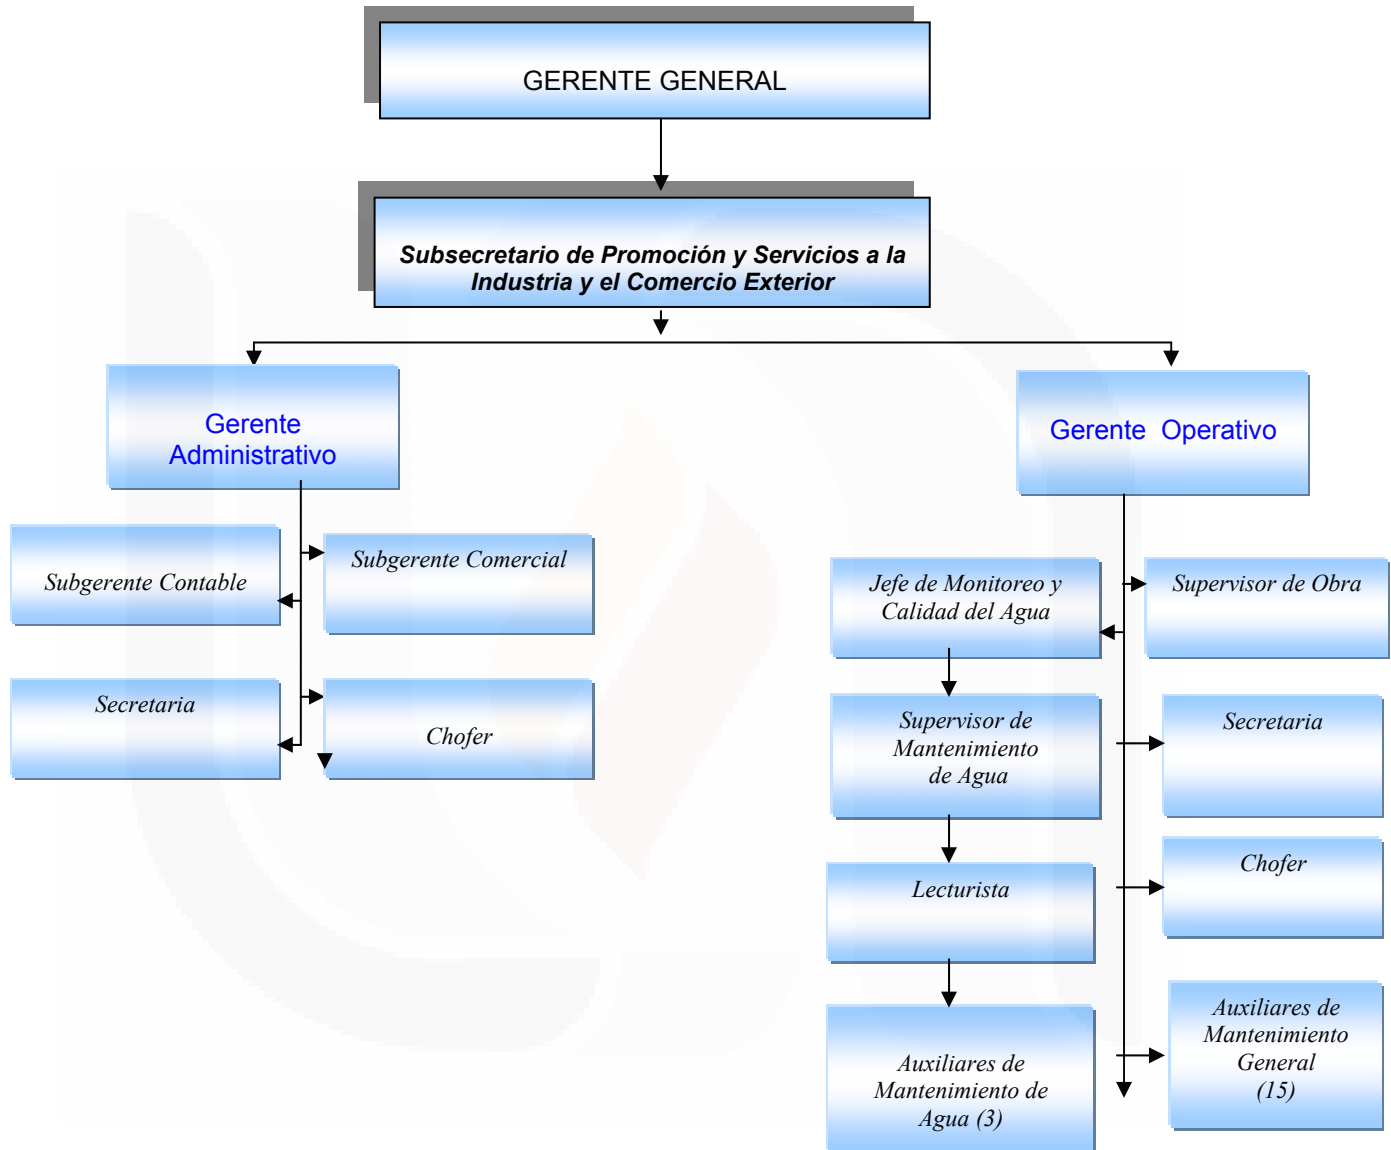 GERENTE GENERAL
Subsecretario de Promoción y Servicios a la
Industria y el Comercio Exterior
Gerente
Administrativo
Gerente Operativo
Subgerente Contable
Subgerente Comercial
Secretaria
Chofer
Jefe de Monitoreo y
Calidad del Agua
Supervisor de Obra
Supervisor de
Mantenimiento
de Agua
Secretaria
Lecturista
Chofer
Auxiliares de
Mantenimiento de
Agua (3)
Auxiliares de
Mantenimiento
General
(15)